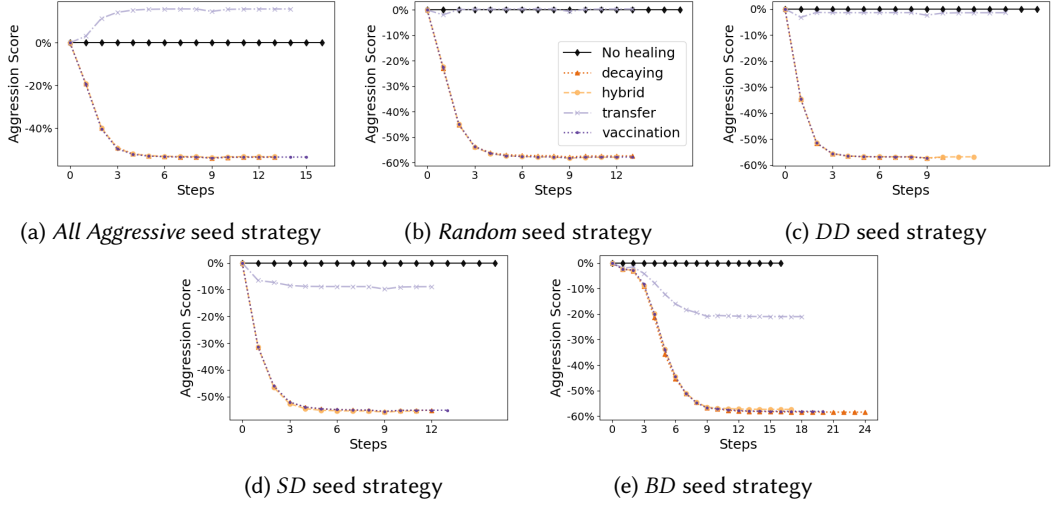 0%
-20%
-40%
Aggression Score
0 3 6 9 12 15
Steps
(a) All Aggressive seed strategy
0%
-10%
-20%
-30%
-40%
-50%
-60%
Aggression Score
No healing
decaying
hybrid
transfer
vaccination
0 3 6 9 12
Steps
(b) Random seed strategy
0%
-10%
-20%
-30%
-40%
-50%
-60%
Aggression Score
0 3 6 9
Steps
(c) DD seed strategy
0%
-10%
-20%
-30%
-40%
-50%
Aggression Score
0 3 6 9 12
Steps
(d) SD seed strategy
0%
-10%
-20%
-30%
-40%
-50%
-60%
Aggression Score
0 3 6 9 12 15 18 21 24
Steps
(e) BD seed strategy